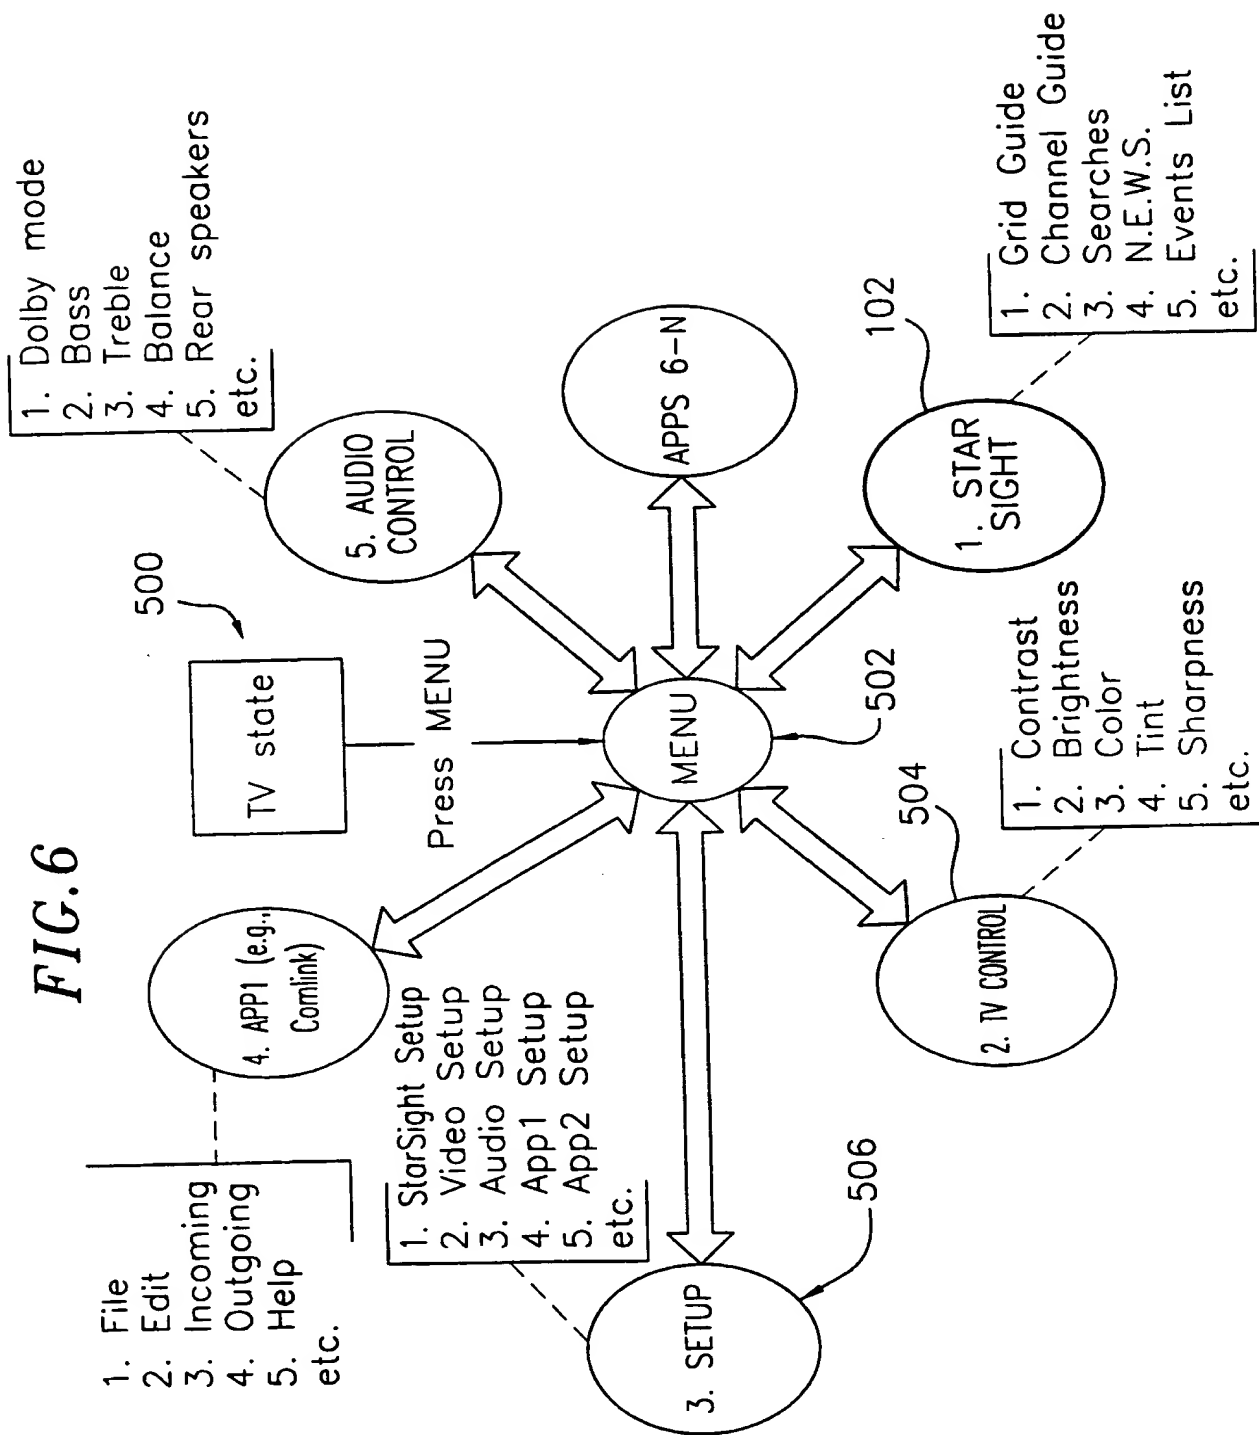 FIG.6
1. File
2. Edit
3. Incoming
4. Outgoing
5. Help
etc.
4. APP1 (e.g.,
Comlink)
TV state
500
Press MENU
1. Dolby mode
2. Bass
3. Treble
4. Balance
5. Rear speakers
etc.
5. AUDIO
CONTROL
1. StarSight Setup
2. Video Setup
3. Audio Setup
4. App1 Setup
5. App2 Setup
etc.
3. SETUP
506
MENU
502
APPS 6-N
2. TV CONTROL
504
1. Contrast
2. Brightness
3. Color
4. Tint
5. Sharpness
etc.
1. STAR
SIGHT
102
1. Grid Guide
2. Channel Guide
3. Searches
4. N.E.W.S.
5. Events List
etc.